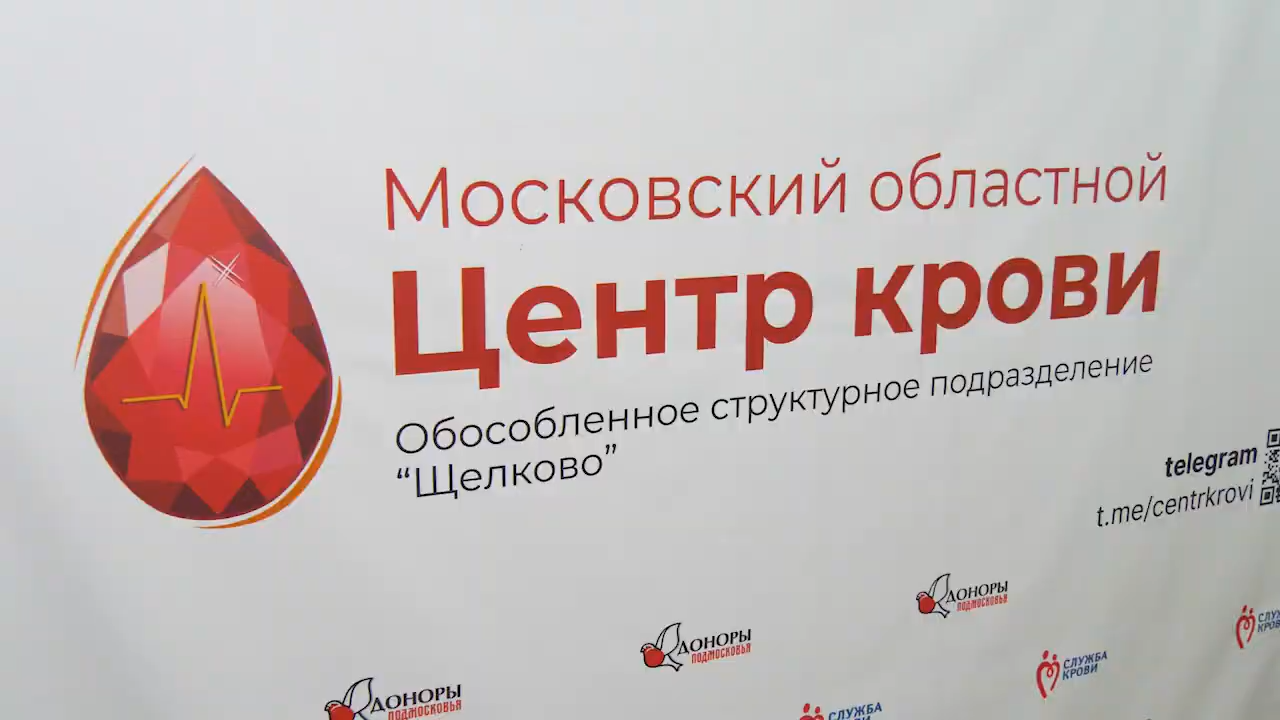 Московский областной
Центр крови
Обособленное структурное подразделение
“Щелково”
telegram
t.me/centrkrovi
ДОНОРЫ
ПОДМОСКОВЬЯ
ДОНОРЫ
ПОДМОСКОВЬЯ
СЛУЖБА
КРОВИ
ДОНОРЫ
ПОДМОСКОВЬЯ
СЛУЖБА